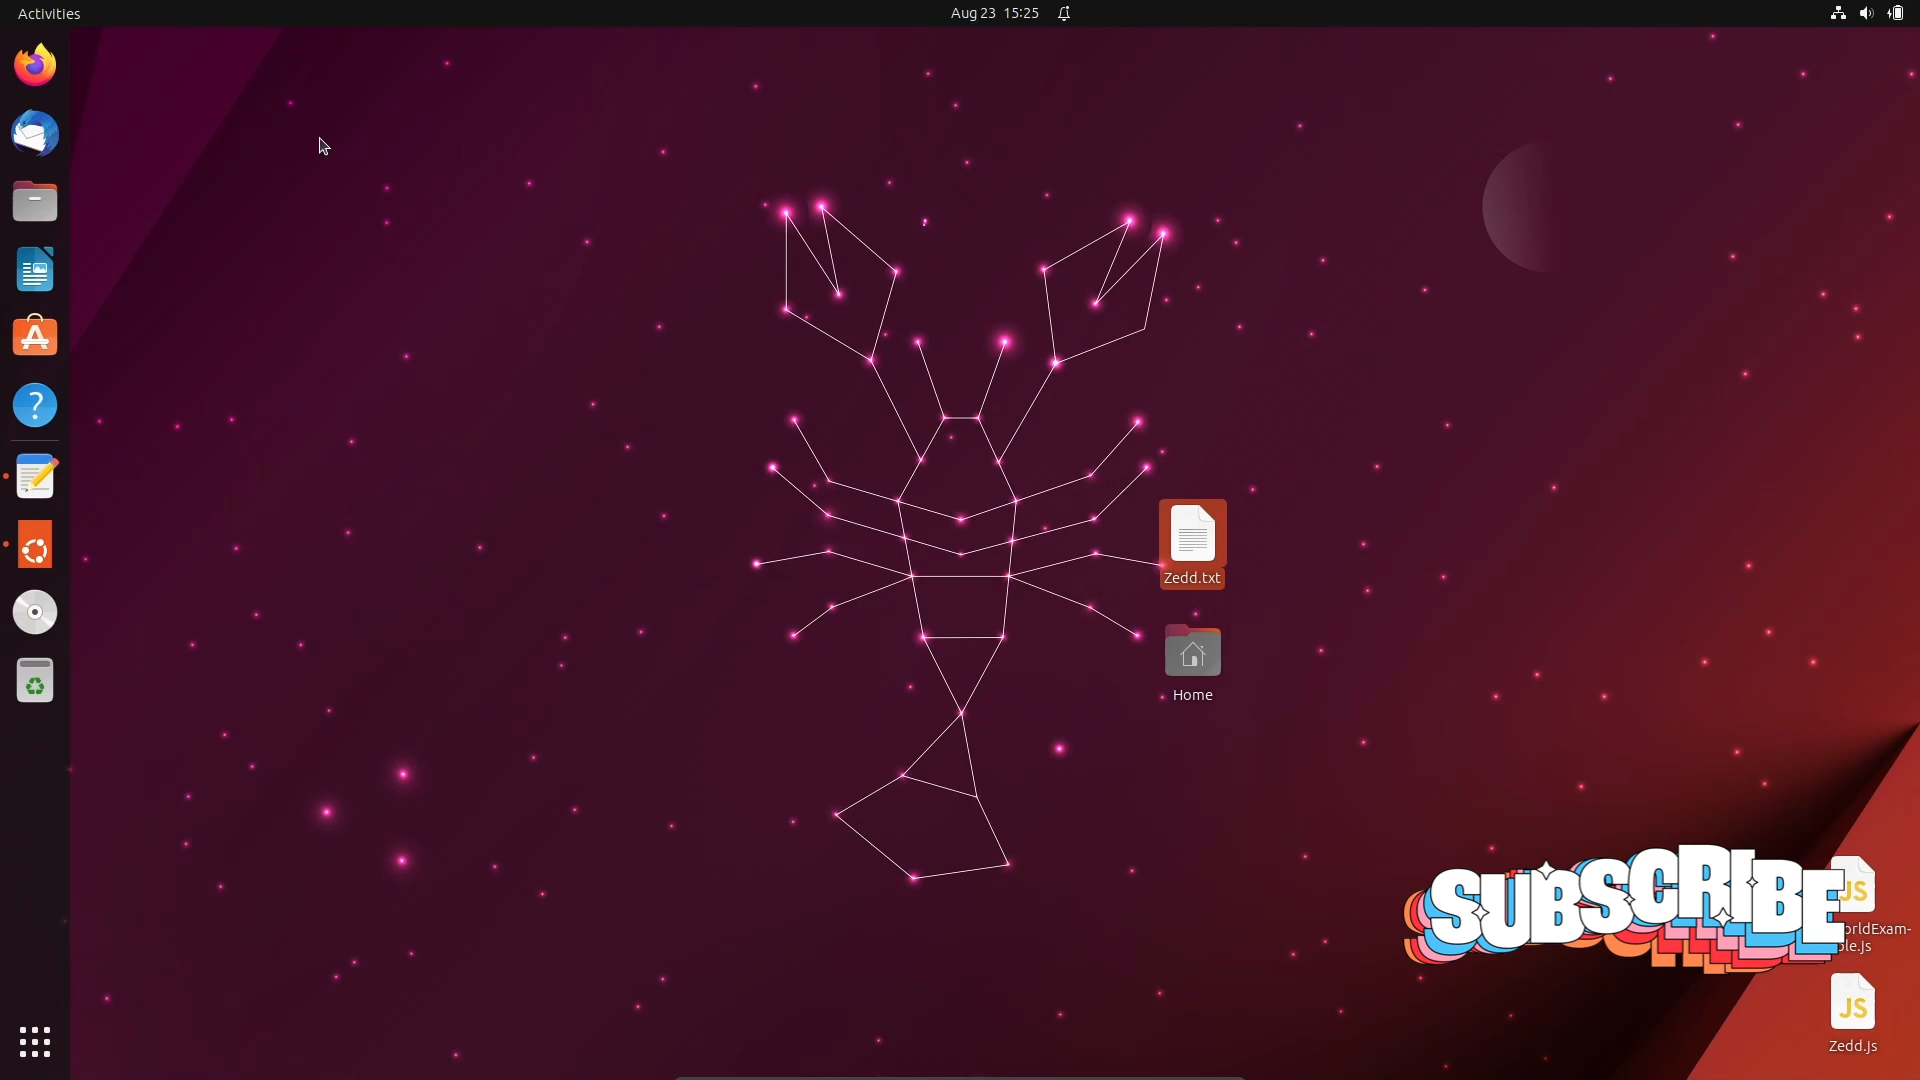 Activities
Aug 23 15:25
Zedd.txt
Home
SUBSCRIBE
JS
orldExam-
ple.js
JS
Zedd.js